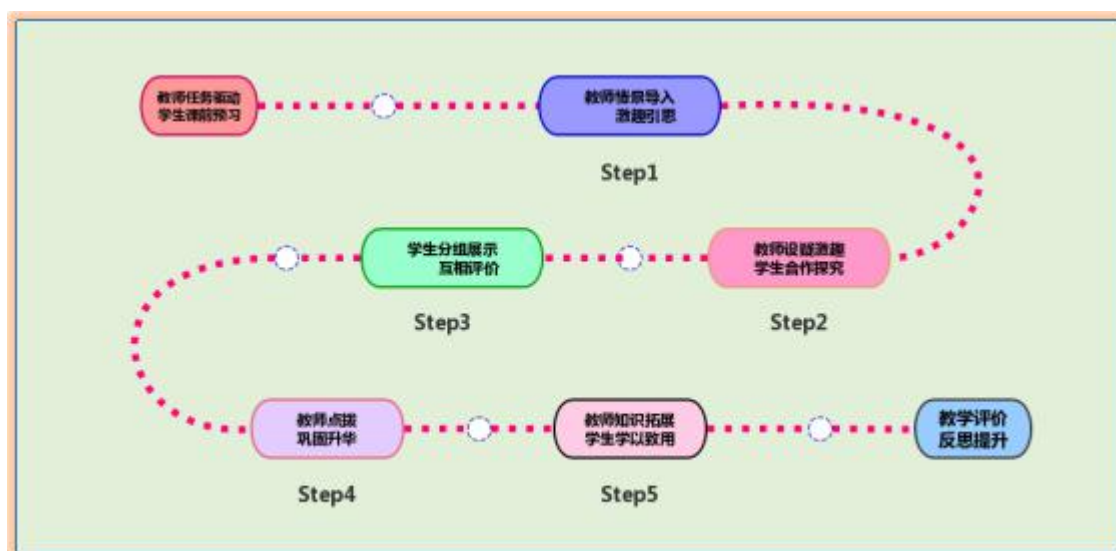 教师任务驱动
学生课前预习
教师情景导入
激趣引思
Step1
教师设疑激趣
学生合作探究
Step2
学生分组展示
互相评价
Step3
教师点拨
巩固升华
Step4
教师知识拓展
学生学以致用
Step5
教学评价
反思提升